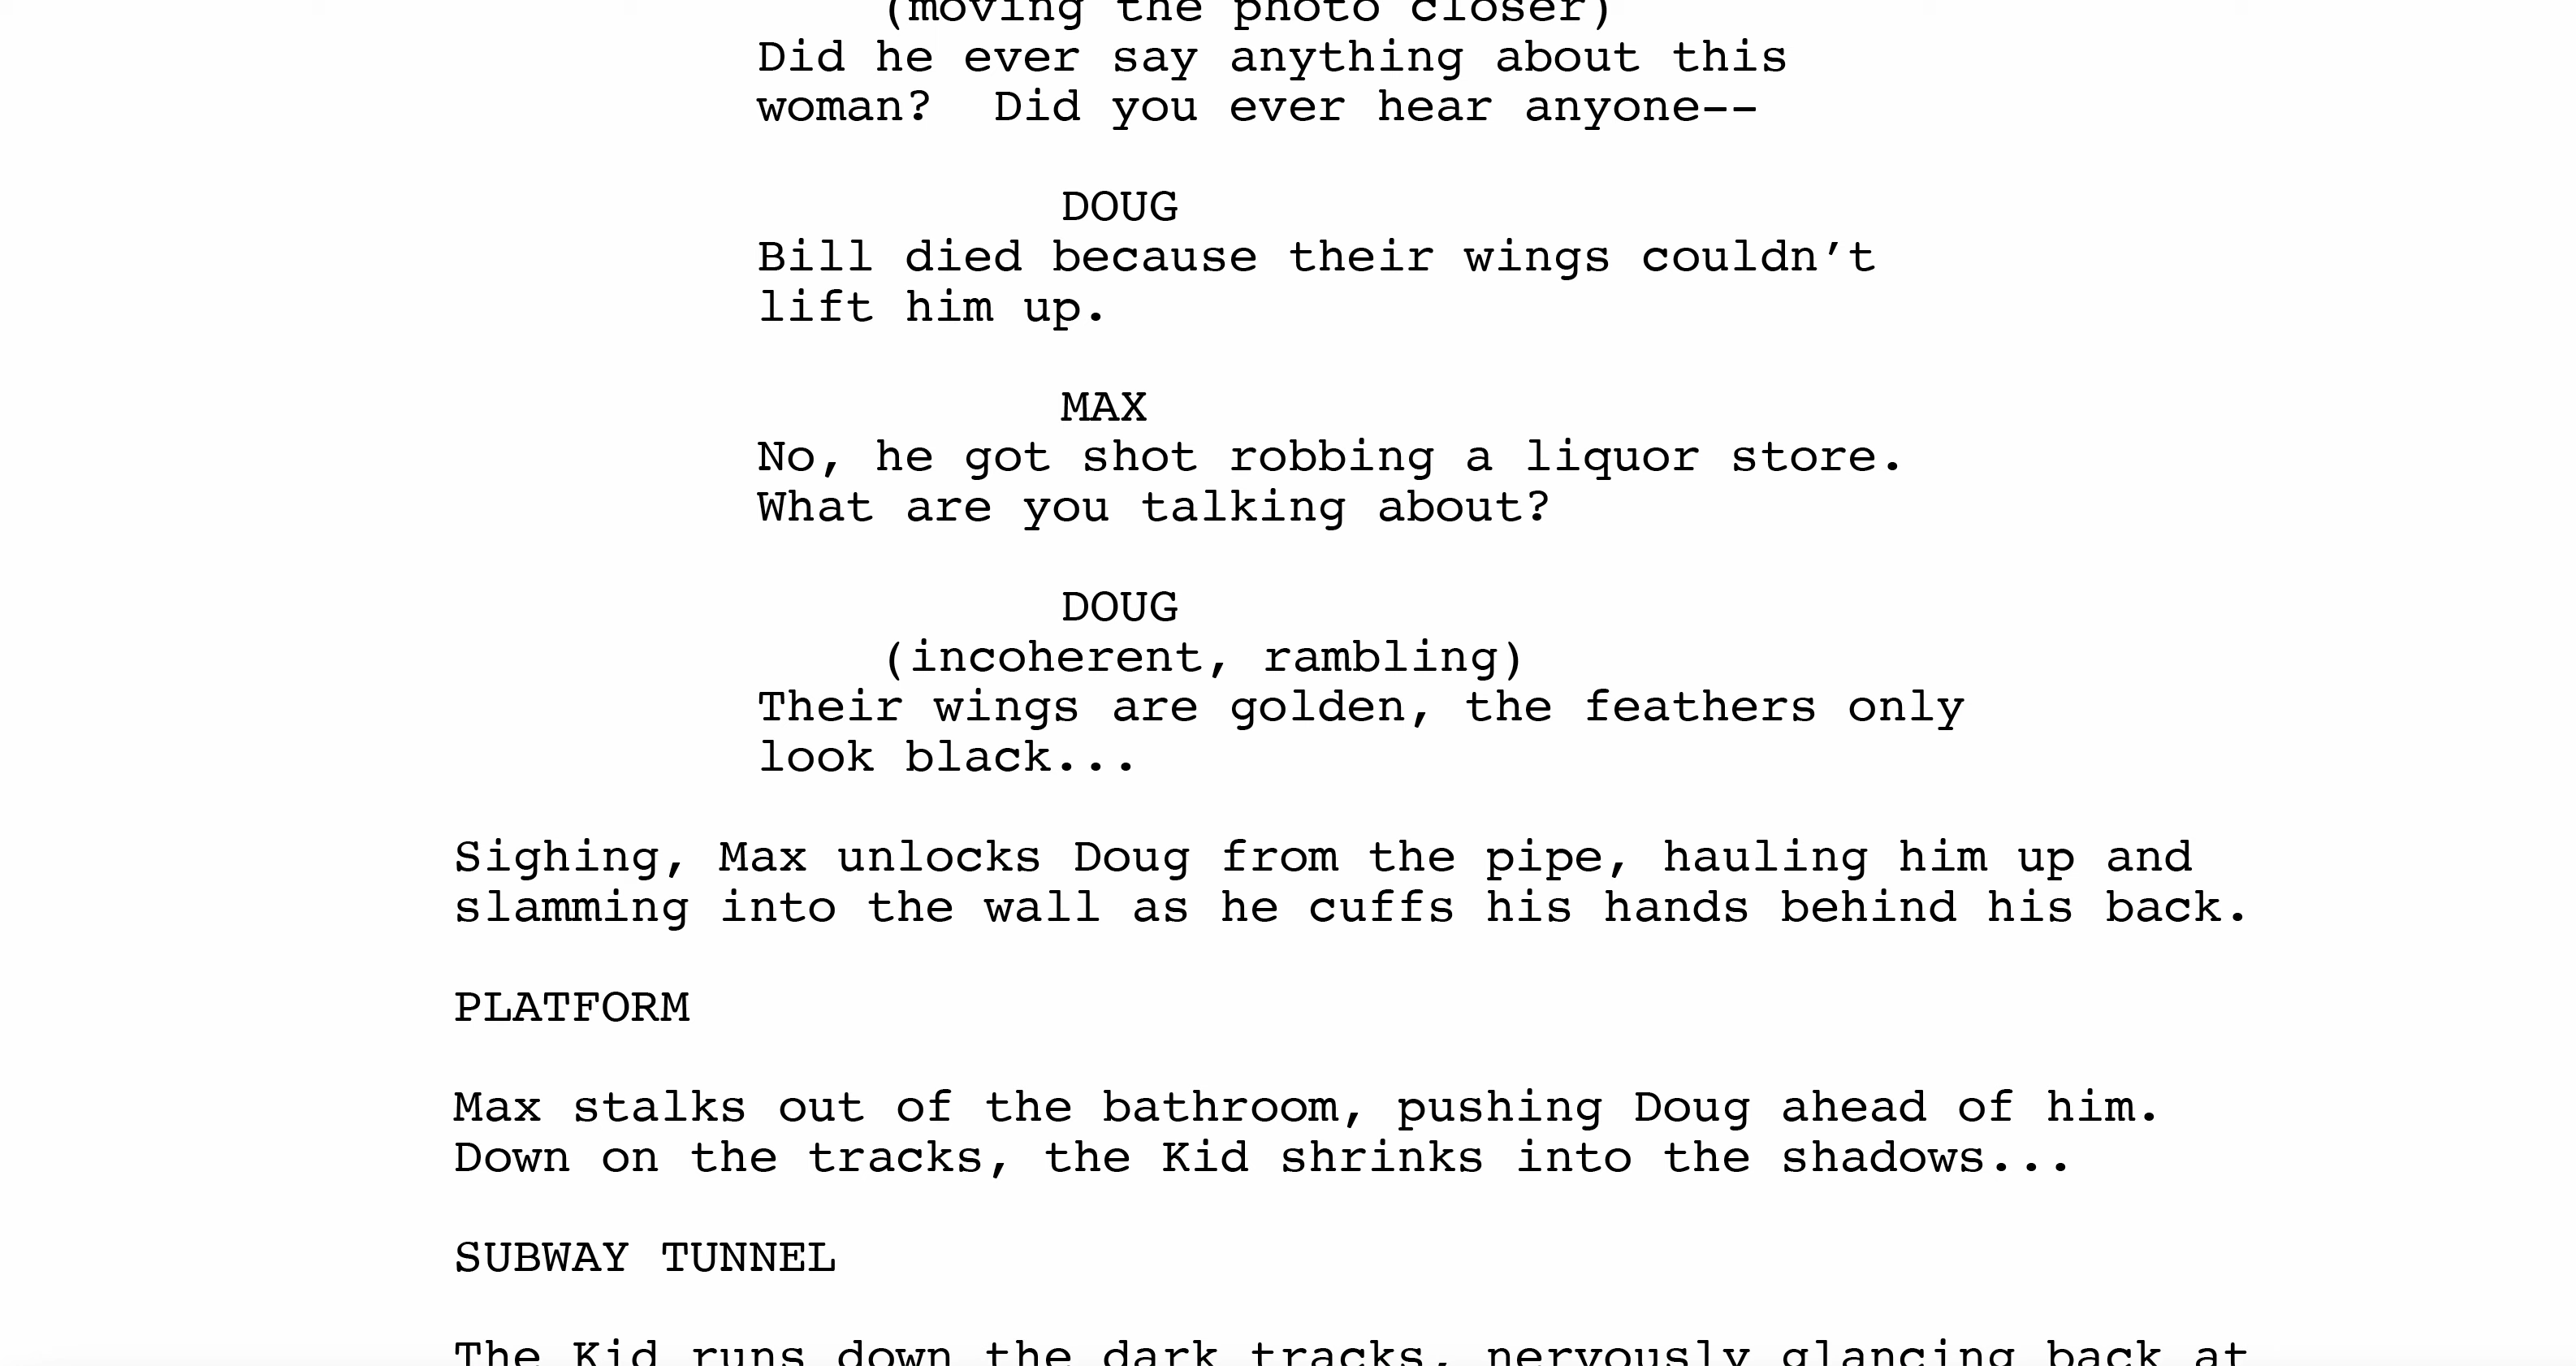 (moving the photo closer)
Did he ever say anything about this
woman?  Did you ever hear anyone--
DOUG
Bill died because their wings couldn’t
lift him up.
MAX
No, he got shot robbing a liquor store.
What are you talking about?
DOUG
(incoherent, rambling)
Their wings are golden, the feathers only
look black...
Sighing, Max unlocks Doug from the pipe, hauling him up and
slamming into the wall as he cuffs his hands behind his back.
PLATFORM
Max stalks out of the bathroom, pushing Doug ahead of him.
Down on the tracks, the Kid shrinks into the shadows...
SUBWAY TUNNEL
The Kid runs down the dark tracks, nervously glancing back at